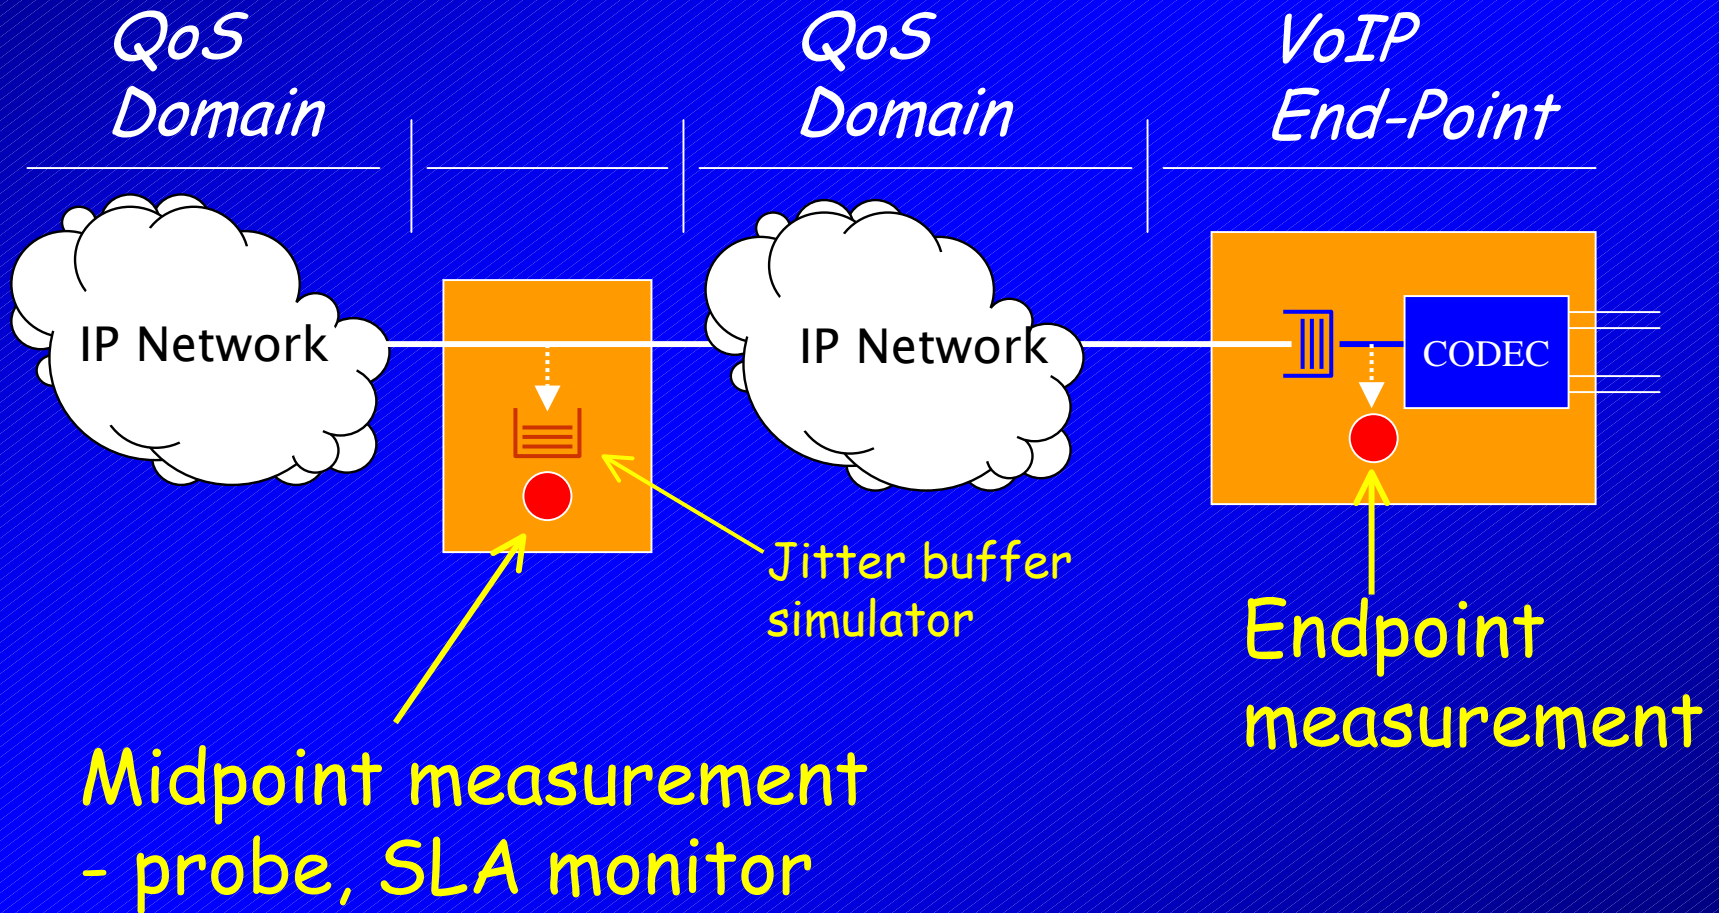 QoS
Domain
QoS
Domain
VoIP
End-Point
IP Network
IP Network
CODEC
Jitter buffer
simulator
Endpoint
measurement
Midpoint measurement
- probe, SLA monitor